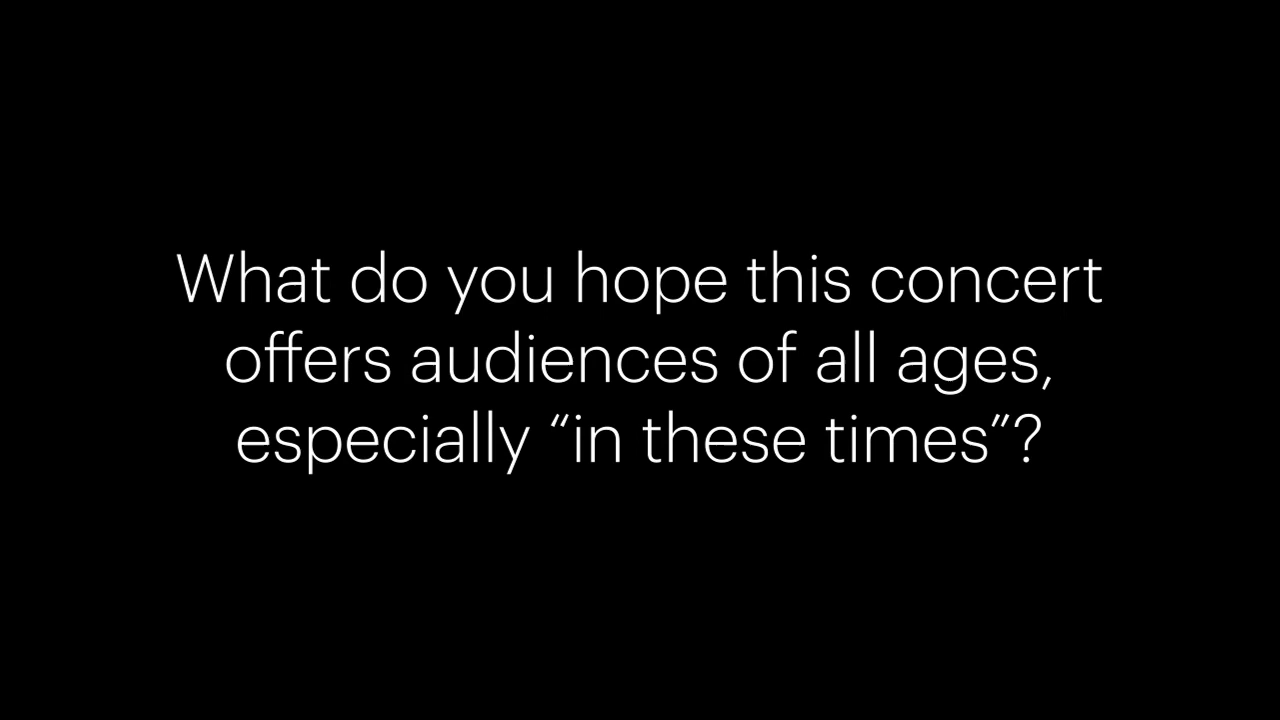 What do you hope this concert
offers audiences of all ages,
especially “in these times”?